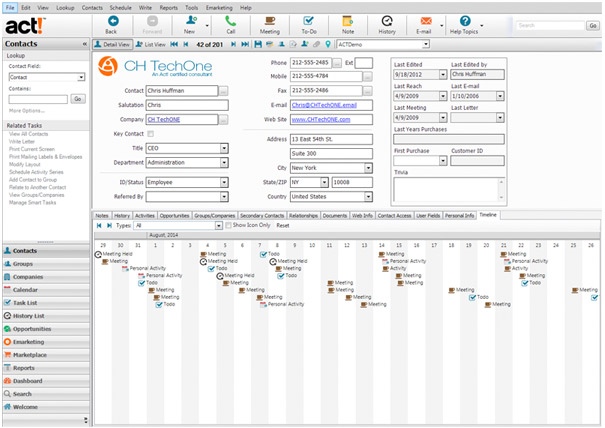 File Edit View Lookup Contacts Schedule Write Reports Tools Emarketing Help
act!
Back Forward Call Meeting To-Do Note History E-mail Help Topics Search Go
Contacts «
Detail View List View 42 of 201 ACTDemo
Lookup
Contact Field:
Contact
Contains:
Go
More Options...
Related Tasks
View All Contacts
Write Letter
Print Current Screen
Print Mailing Labels & Envelopes
Modify Layout
Schedule Activity Series
Add Contact to Group
Relate to Another Contact
View Groups/Companies
Manage Smart Tasks
Contacts
Groups
Companies
Calendar
Task List
History List
Opportunities
Emarketing
Marketplace
Reports
Dashboard
Search
Welcome
CH TechOne
An Act! certified consultant
Contact Chris Huffman
Salutation Chris
Company CH TechONE
Key Contact
Title CEO
Department Administration
ID/Status Employee
Referred By
Phone 212-555-2485 Ext
Mobile 212-555-4784
Fax 212-555-2486
E-mail Chris@CHTechONE.email
Web Site www.CHTechONE.com
Address 13 East 54th St.
Suite 300
City New York
State/ZIP NY 10008
Country United States
Last Edited Last Edited by
9/18/2012 Chris Huffman
Last Reach Last E-mail
4/9/2009 1/10/2006
Last Meeting Last Letter
4/9/2009
Last Years Purchases
First Purchase Customer ID
Trivia
Notes History Activities Opportunities Groups/Companies Secondary Contacts Relationships Documents Web Info Contact Access User Fields Personal Info Timeline
Types: All Show Icon Only Reset
August, 2014
29 30 31 1 2 3 4 5 6 7 8 9 10 11 12 13 14 15 16 17 18 19 20 21 22 23 24 25 26
Meeting Held Meeting Todo Meeting Meeting
Meeting Meeting Held Meeting Held Personal Activity Personal Activity
Personal Activity Todo Todo Meeting Meeting
Personal Activity Meeting Held Meeting Meeting Meeting
Todo Meeting Meeting Meeting Meeting
Meeting Meeting Meeting Meeting Meeting
Meeting Meeting Meeting Todo Meeting
Todo Personal Activity Meeting